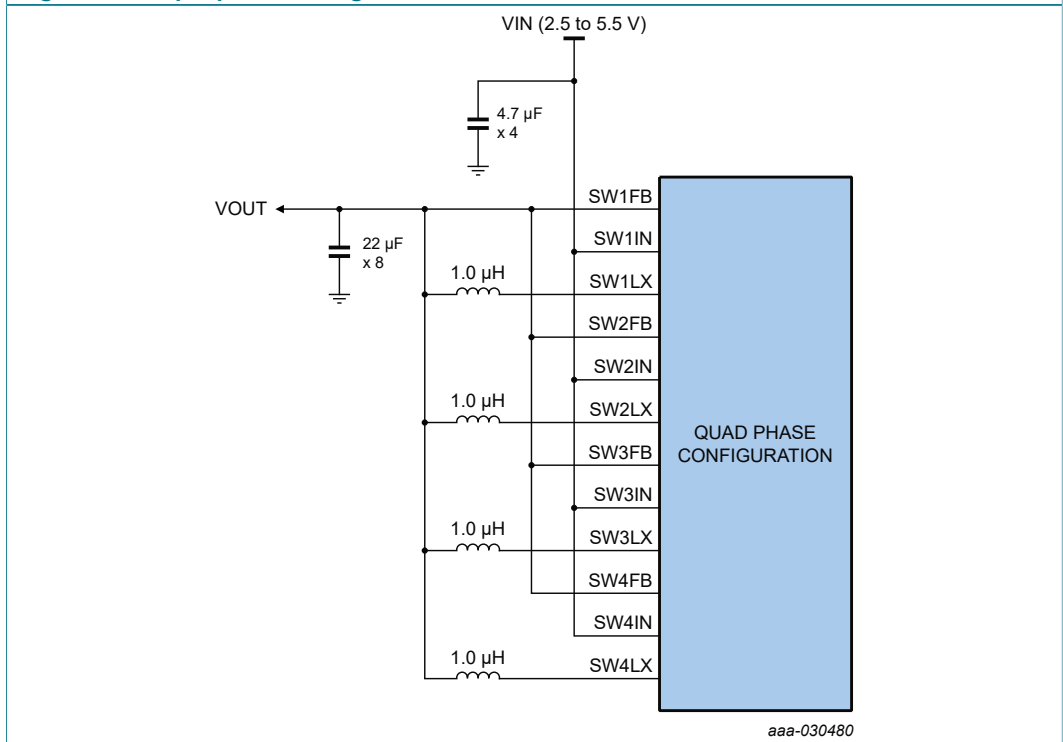 VIN (2.5 to 5.5 V)
4.7 µF
x 4
SW1FB
VOUT
SW1IN
22 µF
x 8
1.0 µH
SW1LX
SW2FB
SW2IN
1.0 µH
SW2LX
QUAD PHASE
CONFIGURATION
SW3FB
SW3IN
1.0 µH
SW3LX
SW4FB
SW4IN
1.0 µH
SW4LX
aaa-030480